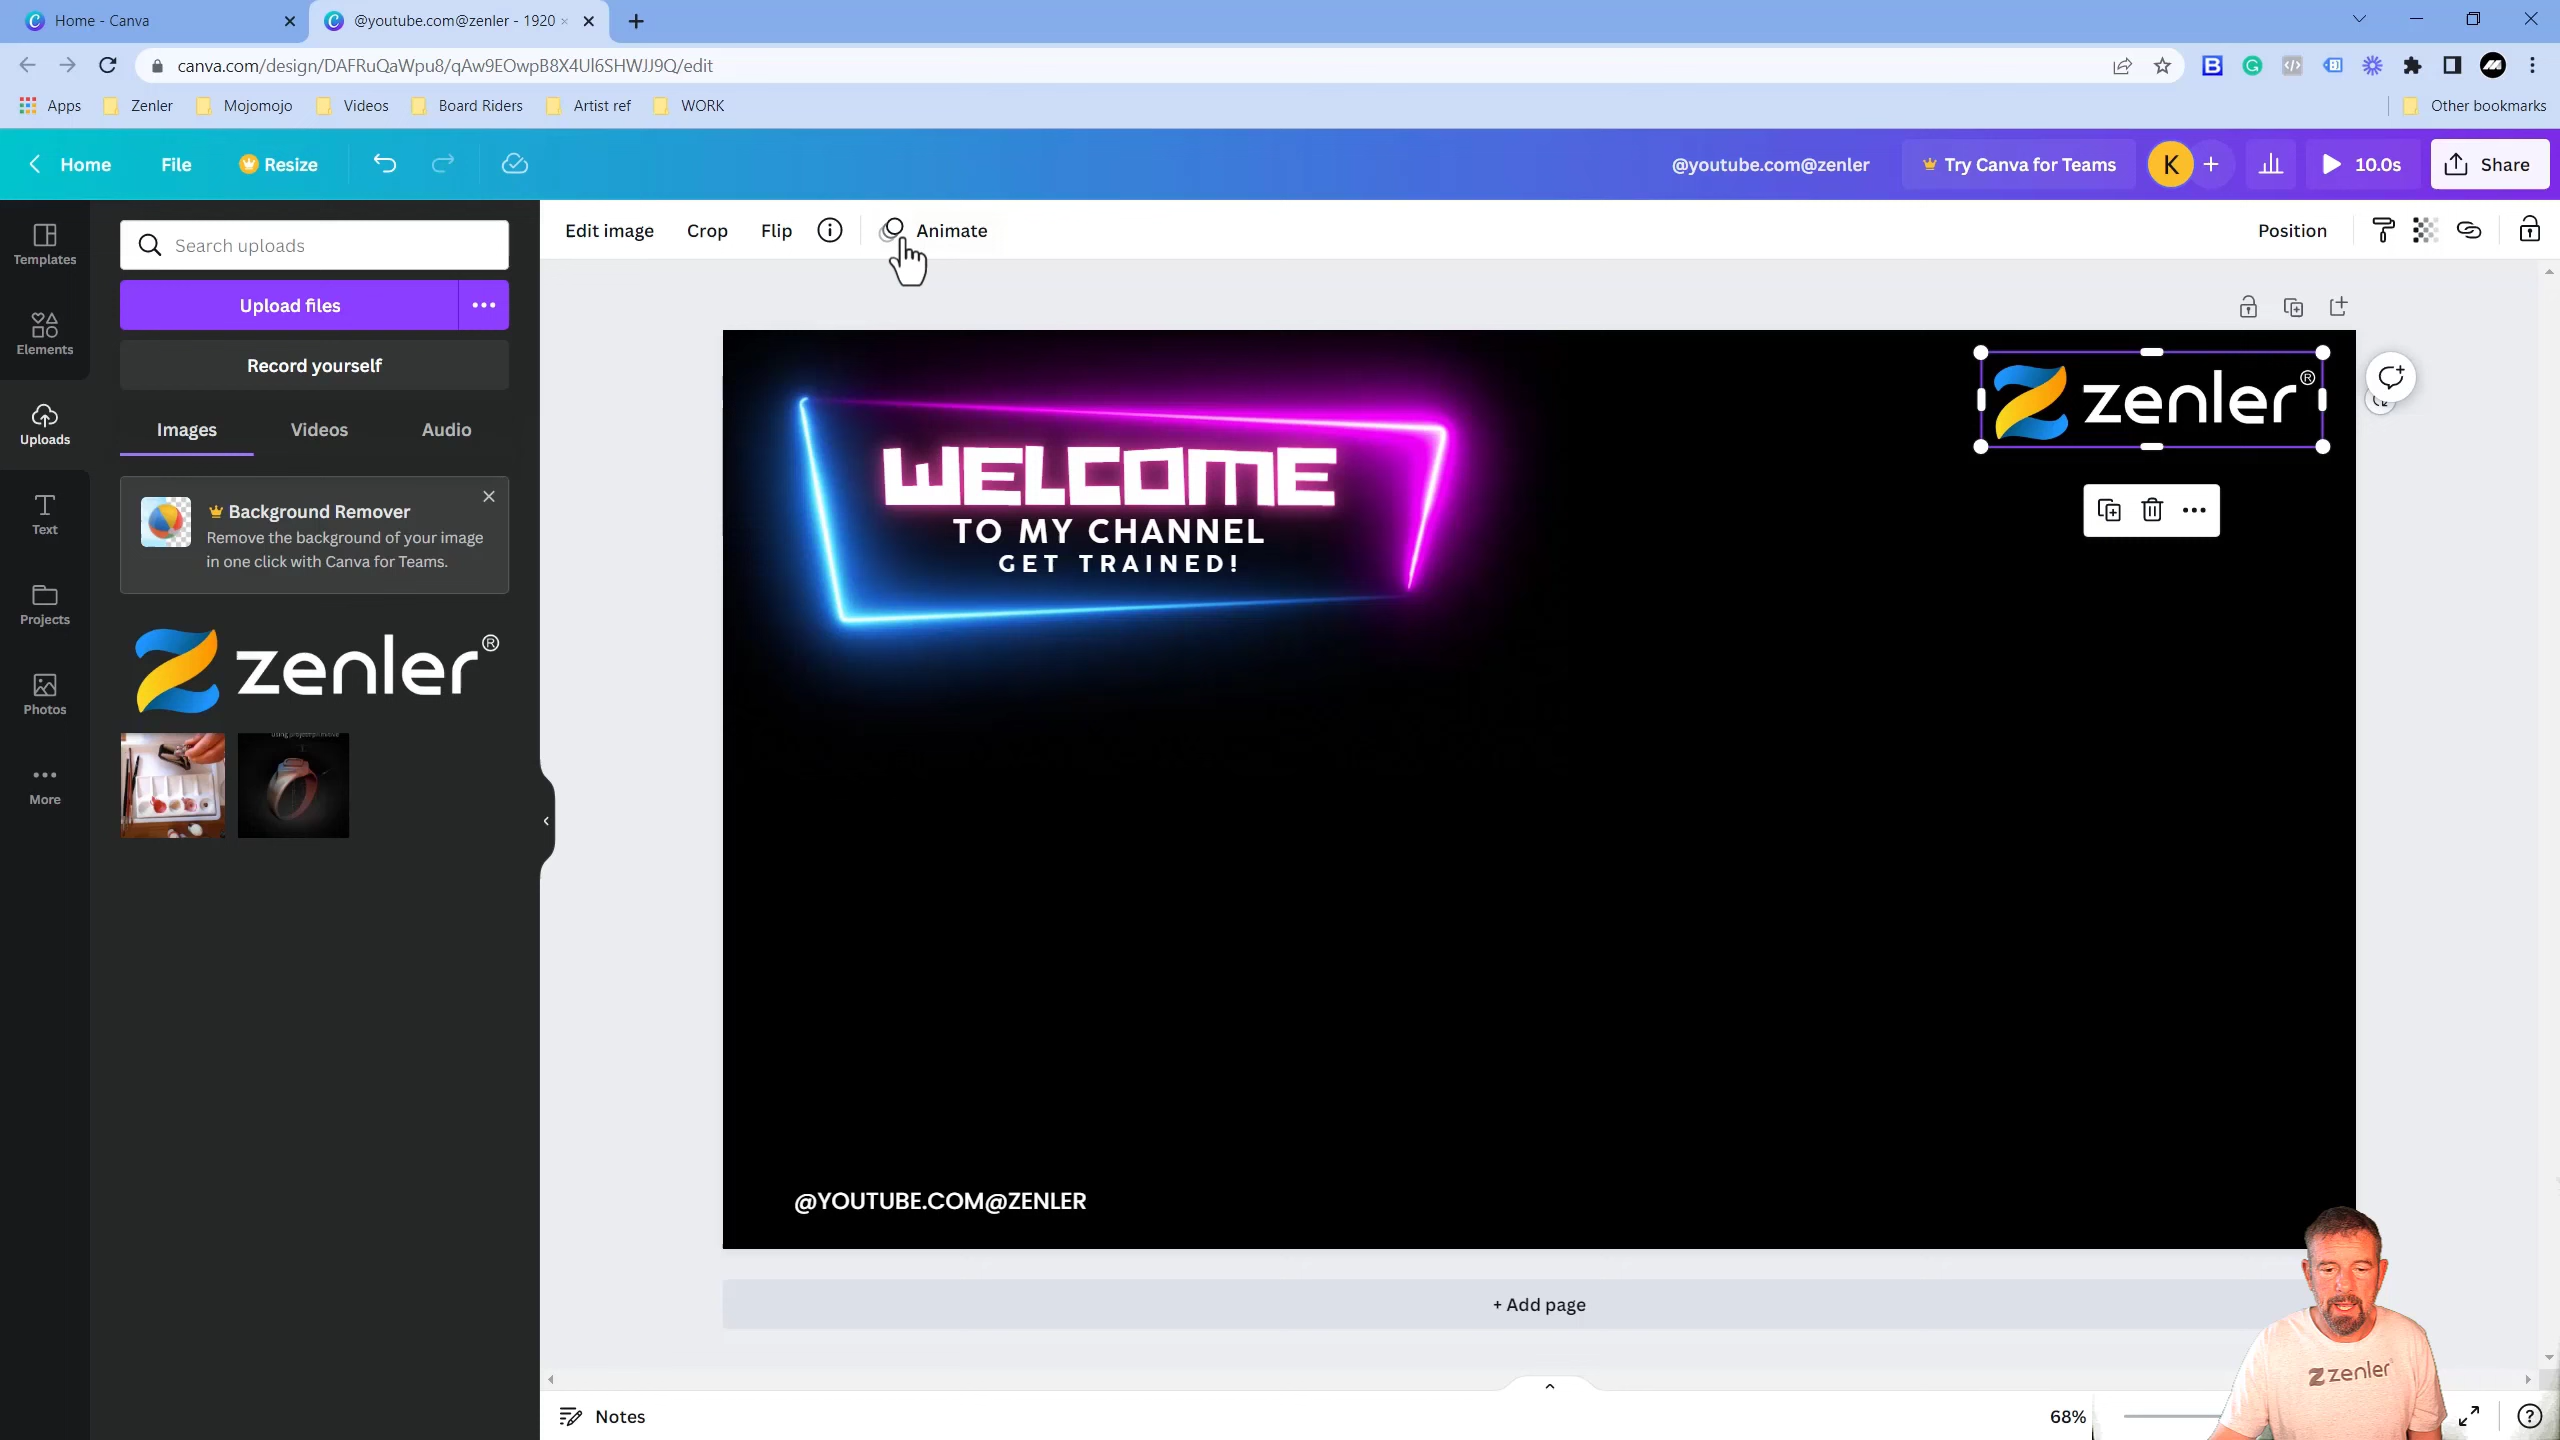 Home - Canva
@youtube.com@zenler - 1920
canva.com/design/DAFRuQaWpu8/qAw9EOwpB8X4Ul6SHWJJ9Q/edit
Apps
Zenler
Mojomojo
Videos
Board Riders
Artist ref
WORK
Other bookmarks
Home
File
Resize
@youtube.com@zenler
Try Canva for Teams
K
10.0s
Share
Templates
Elements
Uploads
Text
Projects
Photos
More
Search uploads
Upload files
Record yourself
Images
Videos
Audio
Background Remover
Remove the background of your image
in one click with Canva for Teams.
zenler®
Edit image
Crop
Flip
Animate
Position
WELCOME
TO MY CHANNEL
GET TRAINED!
zenler®
@YOUTUBE.COM@ZENLER
+ Add page
zenler
Notes
68%